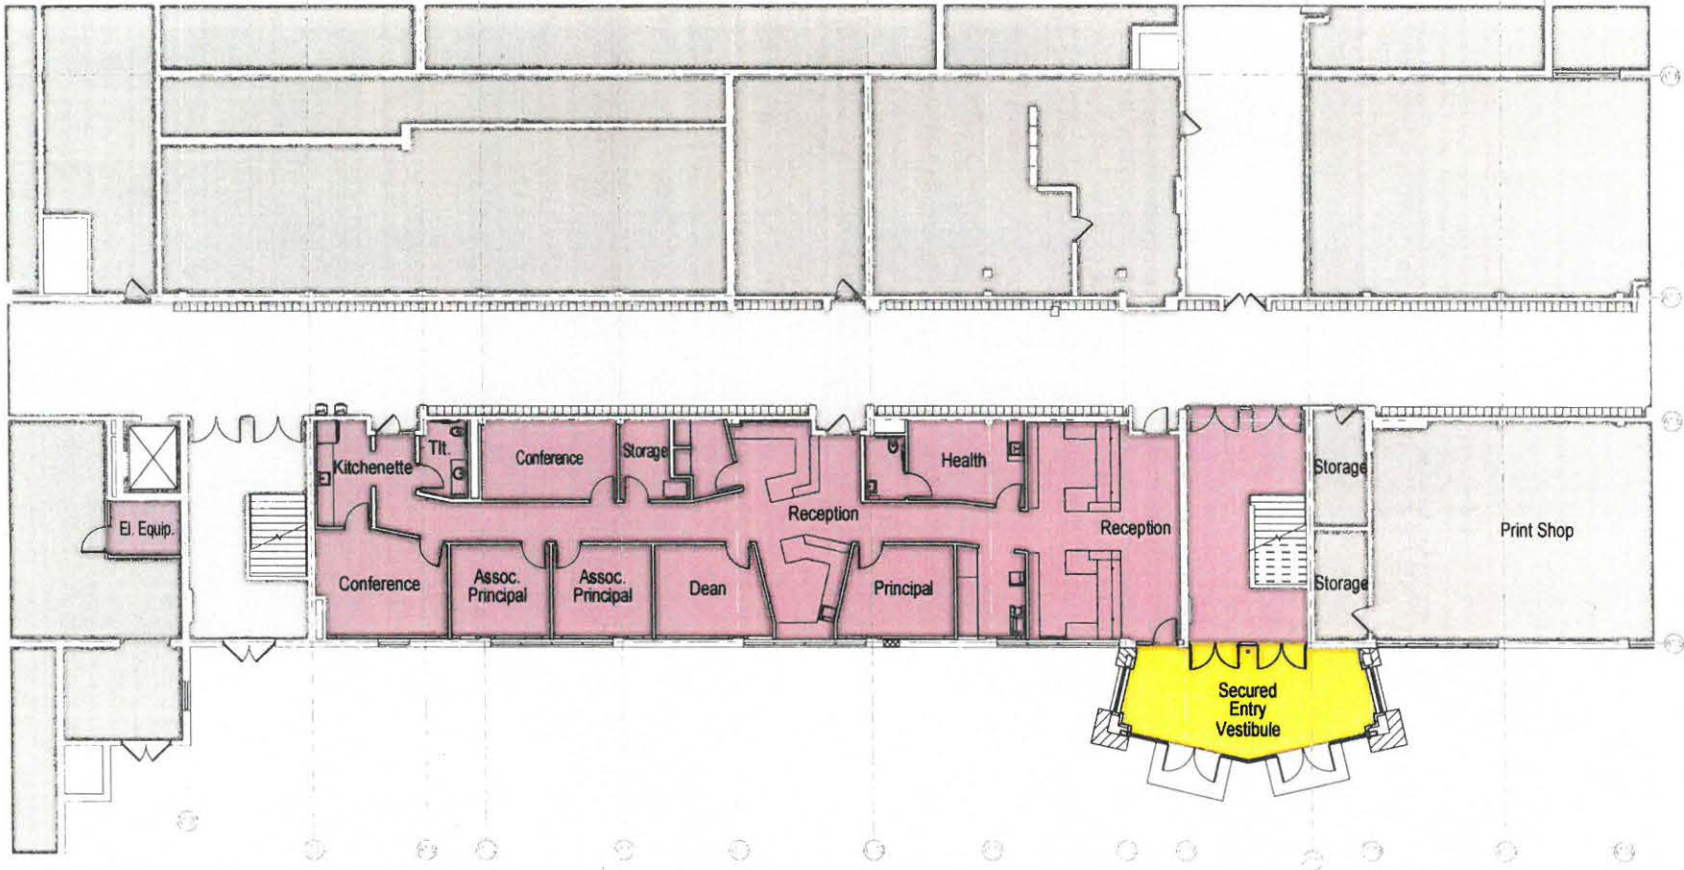 Kitchenette
Tlt.
Conference
Storage
Health
Reception
Reception
Storage
El. Equip.
Print Shop
Conference
Assoc.
Principal
Assoc.
Principal
Dean
Principal
Storage
Secured
Entry
Vestibule